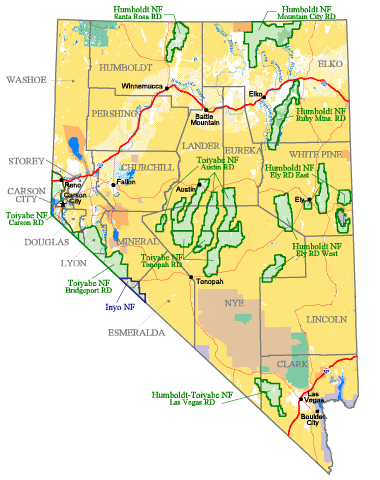 Humboldt NF
Santa Rosa RD
Humboldt NF
Mountain City RD
HUMBOLDT
ELKO
WASHOE
Winnemucca
Elko
Battle
Mountain
Humboldt NF
Ruby Mtns. RD
PERSHING
LANDER
EUREKA
WHITE PINE
STOREY
Reno
CHURCHILL
Fallon
Toiyabe NF
Austin RD
Austin
Humboldt NF
Ely RD East
Ely
CARSON
CITY
Carson
City
Toiyabe NF
Carson RD
DOUGLAS
MINERAL
LYON
Toiyabe NF
Tonopah RD
Humboldt NF
Ely RD West
Toiyabe NF
Bridgeport RD
Tonopah
Inyo NF
NYE
ESMERALDA
LINCOLN
CLARK
Humboldt-Toiyabe NF
Las Vegas RD
Las
Vegas
Boulder
City